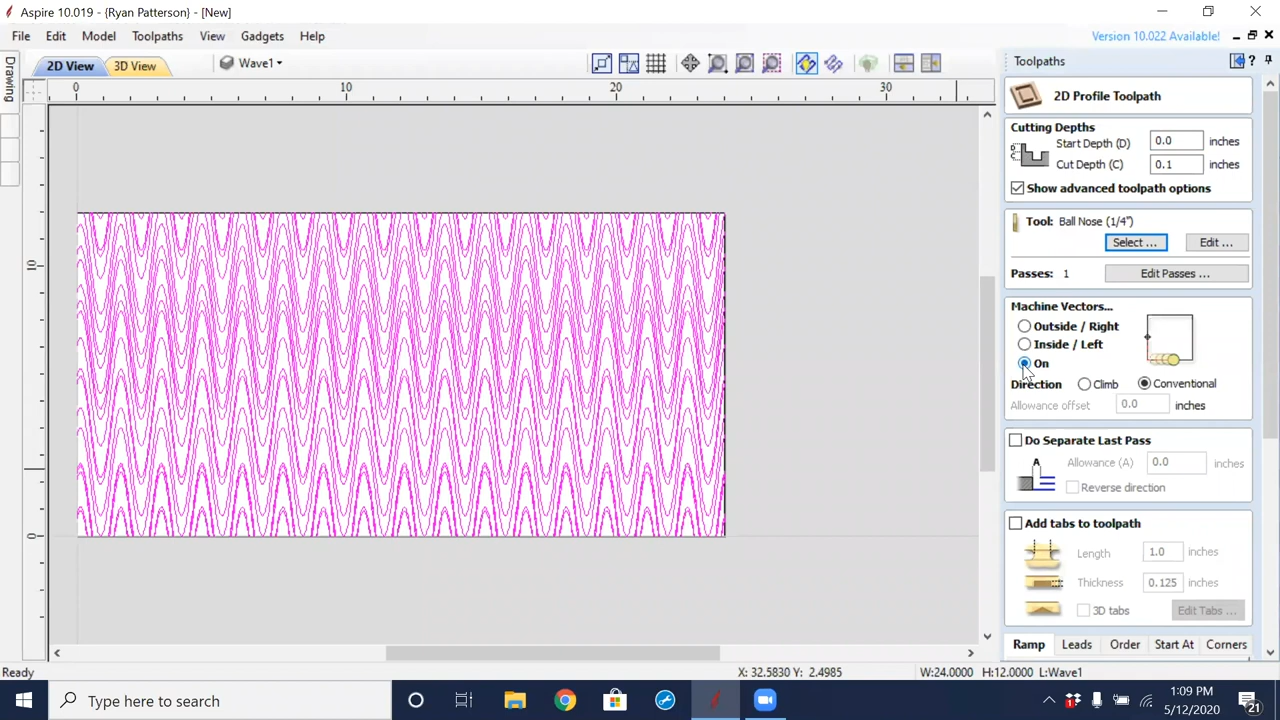 Aspire 10.019 - {Ryan Patterson} - [New]
File Edit Model Toolpaths View Gadgets Help
Version 10.022 Available!
Drawing
2D View
3D View
Wave1
0 10 20 30
10
0
Ready
X: 32.5830 Y: 2.4985
W:24.0000 H:12.0000 L:Wave1
Toolpaths
2D Profile Toolpath
Cutting Depths
Start Depth (D) 0.0 inches
Cut Depth (C) 0.1 inches
Show advanced toolpath options
Tool: Ball Nose (1/4")
Select ... Edit ...
Passes: 1 Edit Passes ...
Machine Vectors...
Outside / Right
Inside / Left
On
Direction Climb Conventional
Allowance offset 0.0 inches
Do Separate Last Pass
A Allowance (A) 0.0 inches
Reverse direction
Add tabs to toolpath
Length 1.0 inches
Thickness 0.125 inches
3D tabs Edit Tabs ...
Ramp Leads Order Start At Corners
Type here to search
1:09 PM
5/12/2020
21